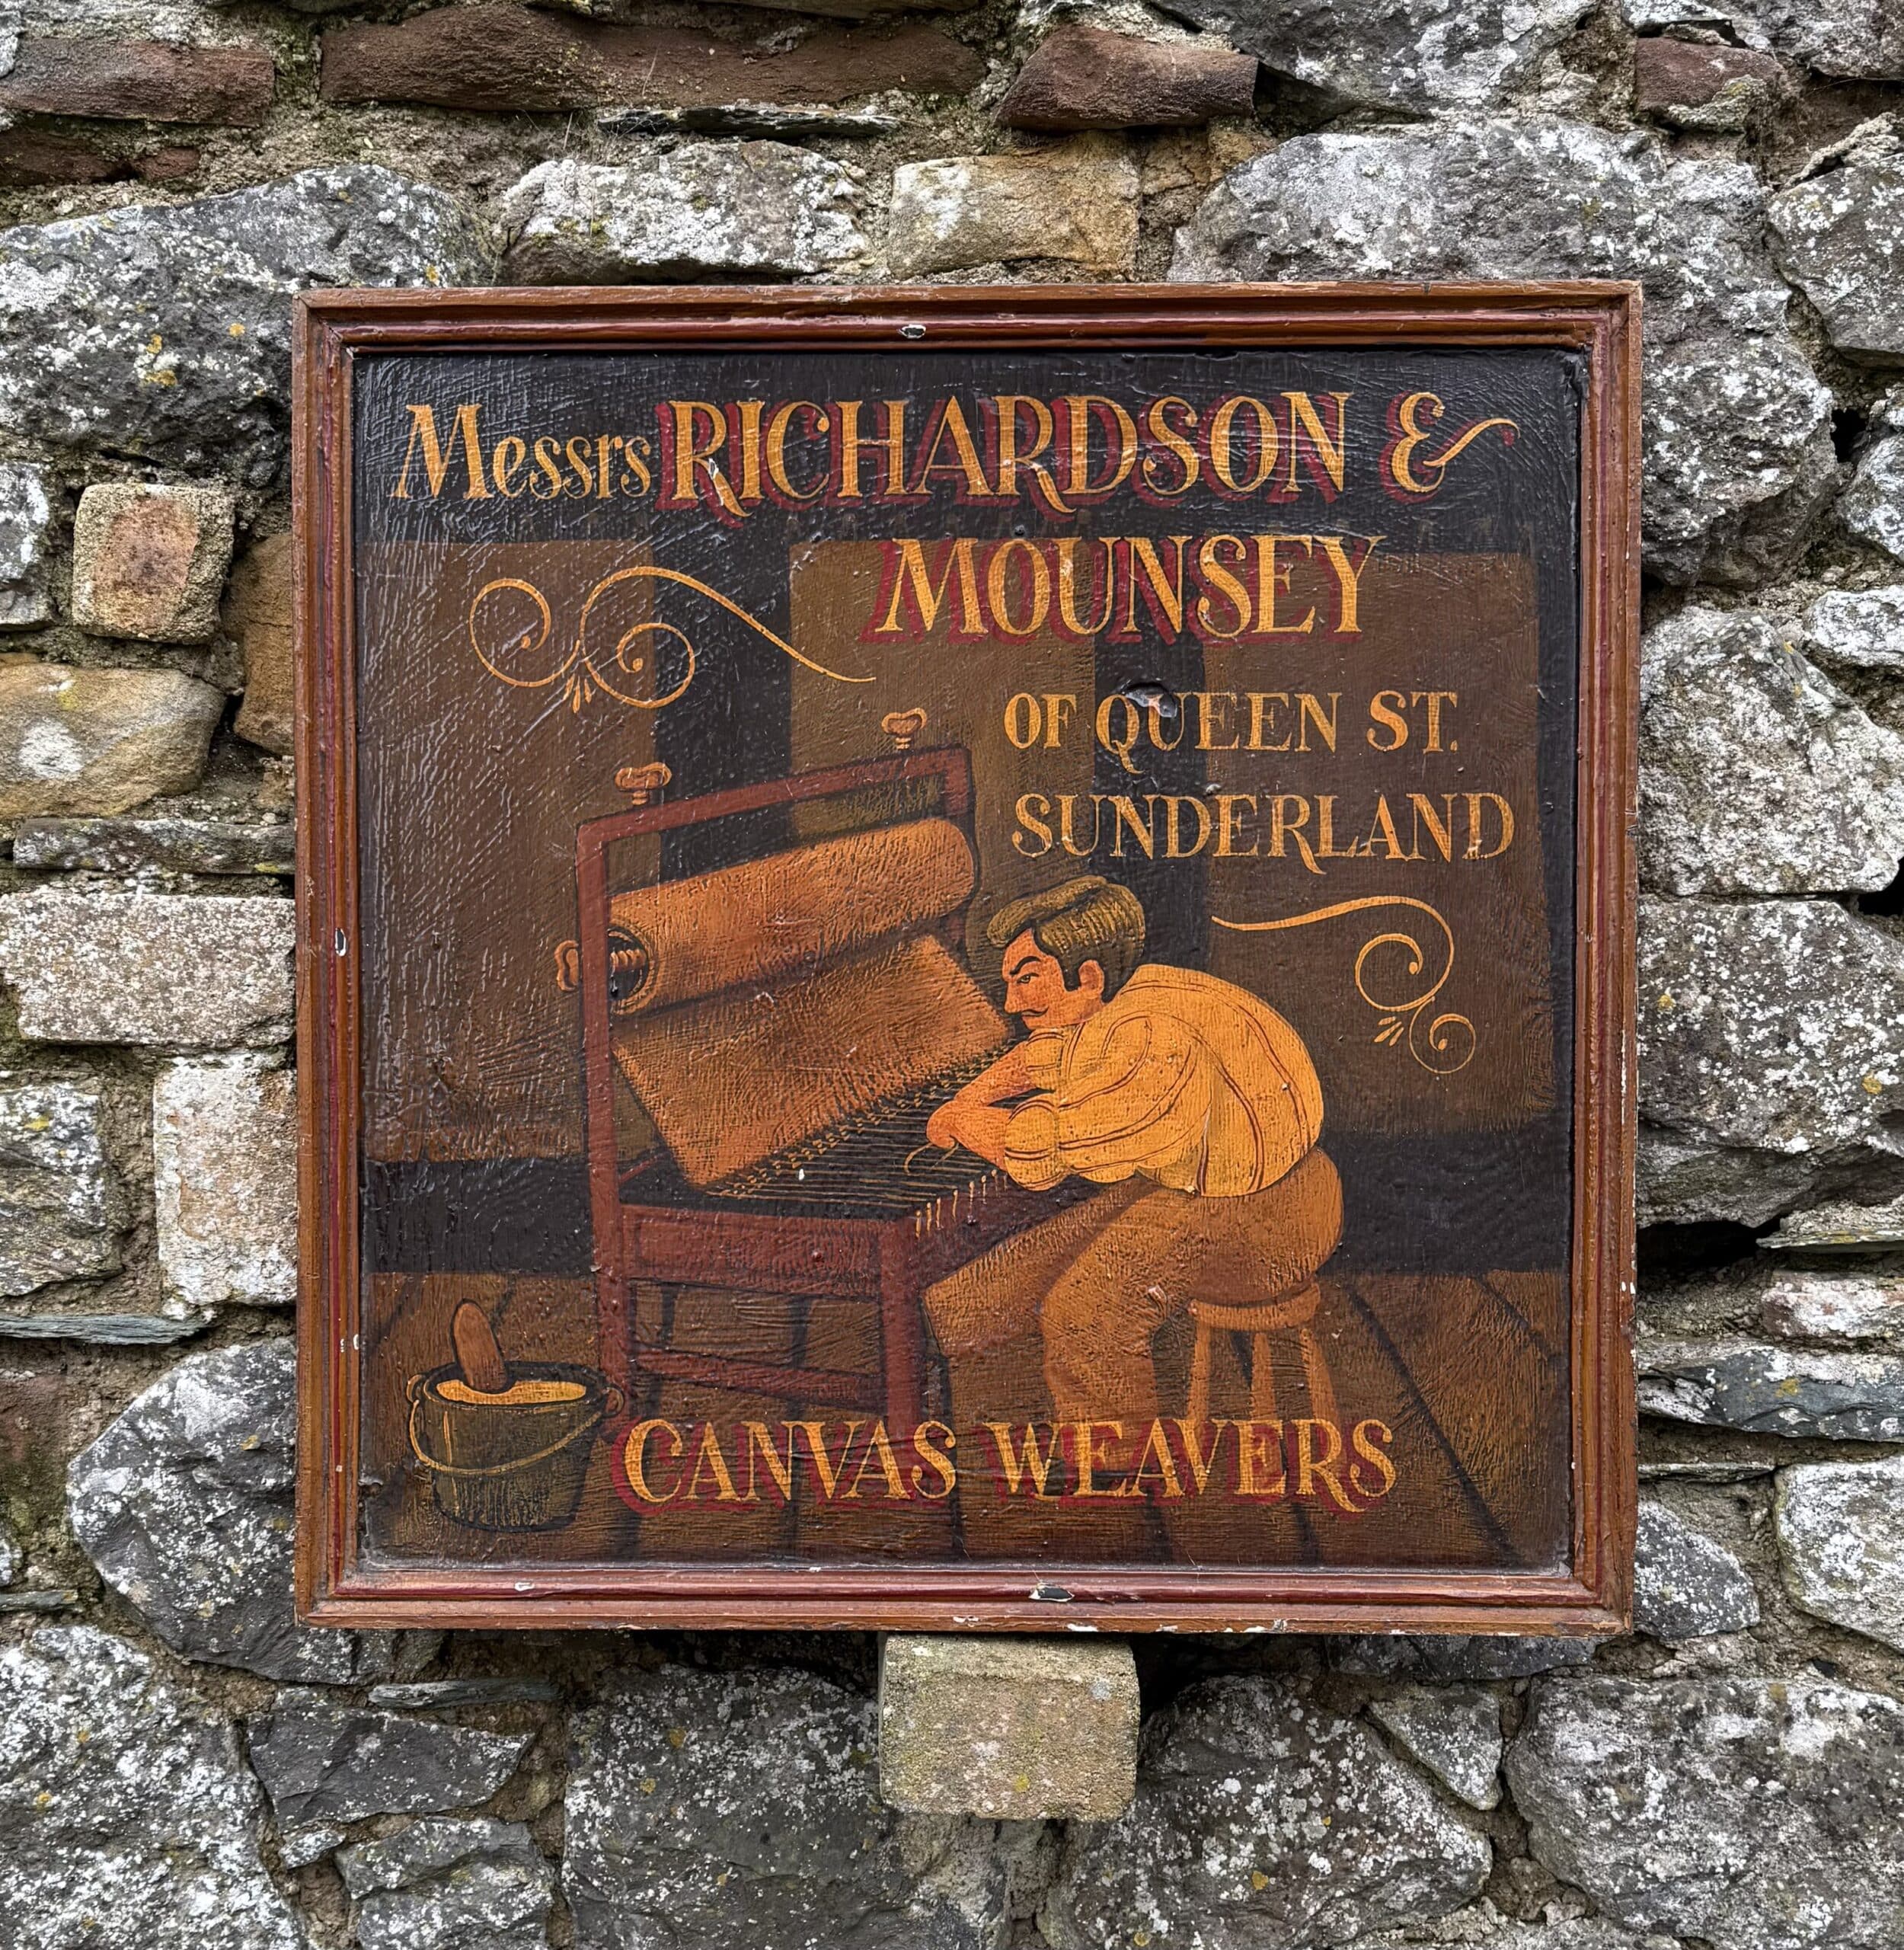 Messrs RICHARDSON &
MOUNSEY
OF QUEEN ST.
SUNDERLAND
CANVAS WEAVERS